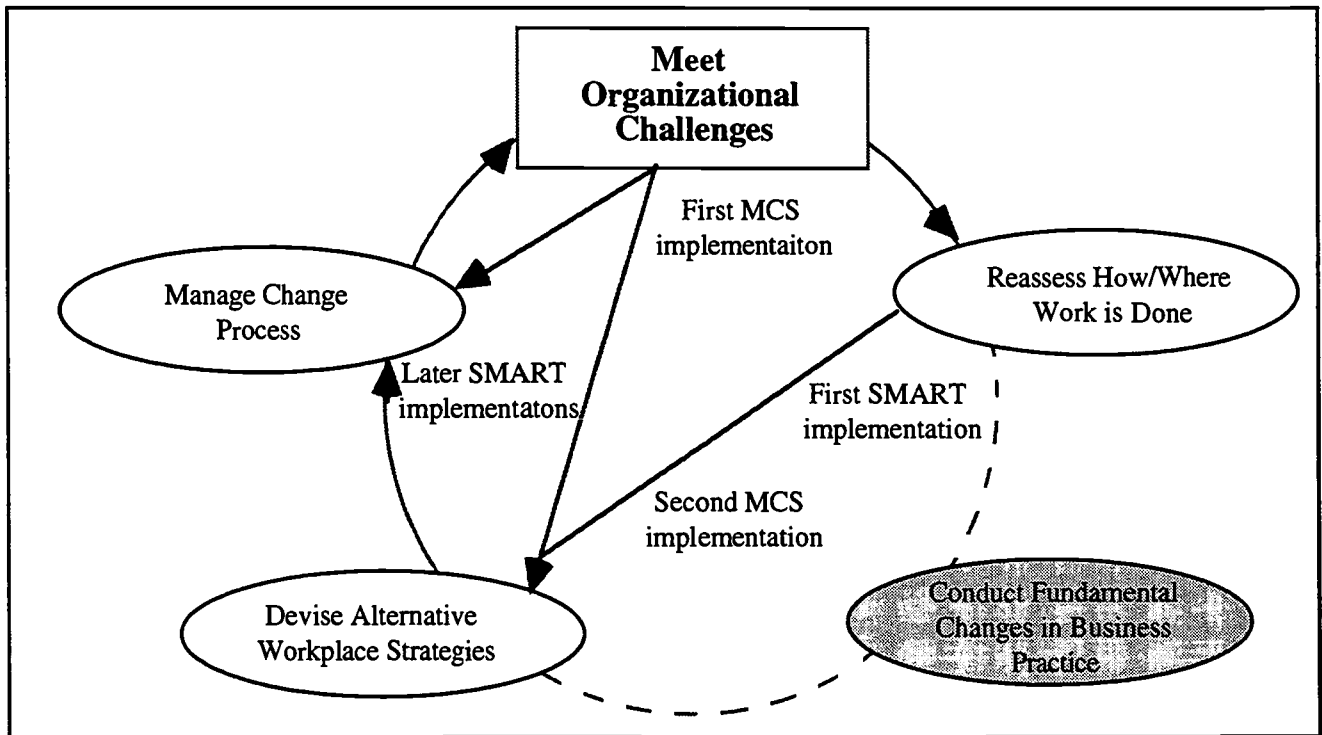 Meet
Organizational
Challenges
First MCS
implementaiton
Manage Change
Process
Reassess How/Where
Work is Done
Later SMART
implementatons
First SMART
implementation
Second MCS
implementation
Devise Alternative
Workplace Strategies
Conduct Fundamental
Changes in Business
Practice